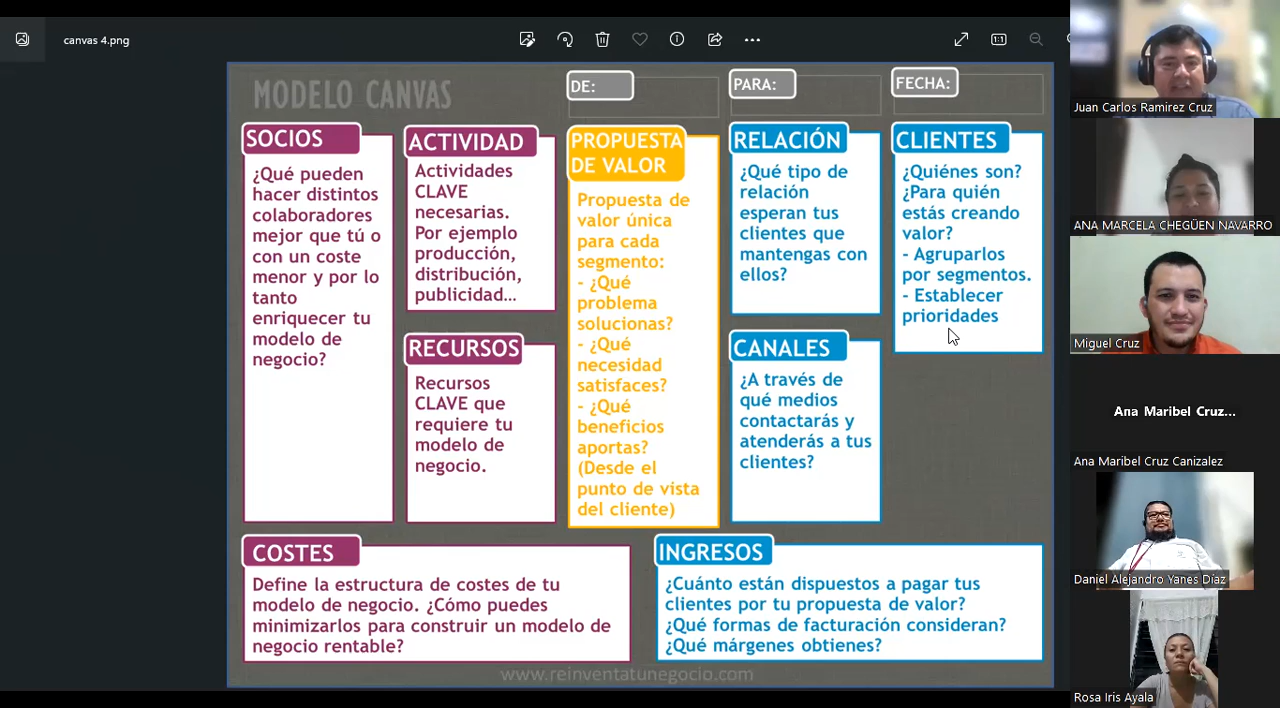 canvas 4.png
MODELO CANVAS
DE:
PARA:
FECHA:
SOCIOS
¿Qué pueden
hacer distintos
colaboradores
mejor que tú o
con un coste
menor y por lo
tanto
enriquecer tu
modelo de
negocio?
ACTIVIDAD
Actividades
CLAVE
necesarias.
Por ejemplo
producción,
distribución,
publicidad...
RECURSOS
Recursos
CLAVE que
requiere tu
modelo de
negocio.
PROPUESTA
DE VALOR
Propuesta de
valor única
para cada
segmento:
- ¿Qué
problema
solucionas?
- ¿Qué
necesidad
satisfaces?
- ¿Qué
beneficios
aportas?
(Desde el
punto de vista
del cliente)
RELACIÓN
¿Qué tipo de
relación
esperan tus
clientes que
mantengas con
ellos?
CANALES
¿A través de
qué medios
contactarás y
atenderás a tus
clientes?
CLIENTES
¿Quiénes son?
¿Para quién
estás creando
valor?
- Agruparlos
por segmentos.
- Establecer
prioridades
COSTES
Define la estructura de costes de tu
modelo de negocio. ¿Cómo puedes
minimizarlos para construir un modelo de
negocio rentable?
INGRESOS
¿Cuánto están dispuestos a pagar tus
clientes por tu propuesta de valor?
¿Qué formas de facturación consideran?
¿Qué márgenes obtienes?
www.reinventatunegocio.com
Juan Carlos Ramirez Cruz
ANA MARCELA CHEGÜEN NAVARRO
Miguel Cruz
Ana Maribel Cruz...
Ana Maribel Cruz Canizalez
Daniel Alejandro Yanes Díaz
Rosa Iris Ayala